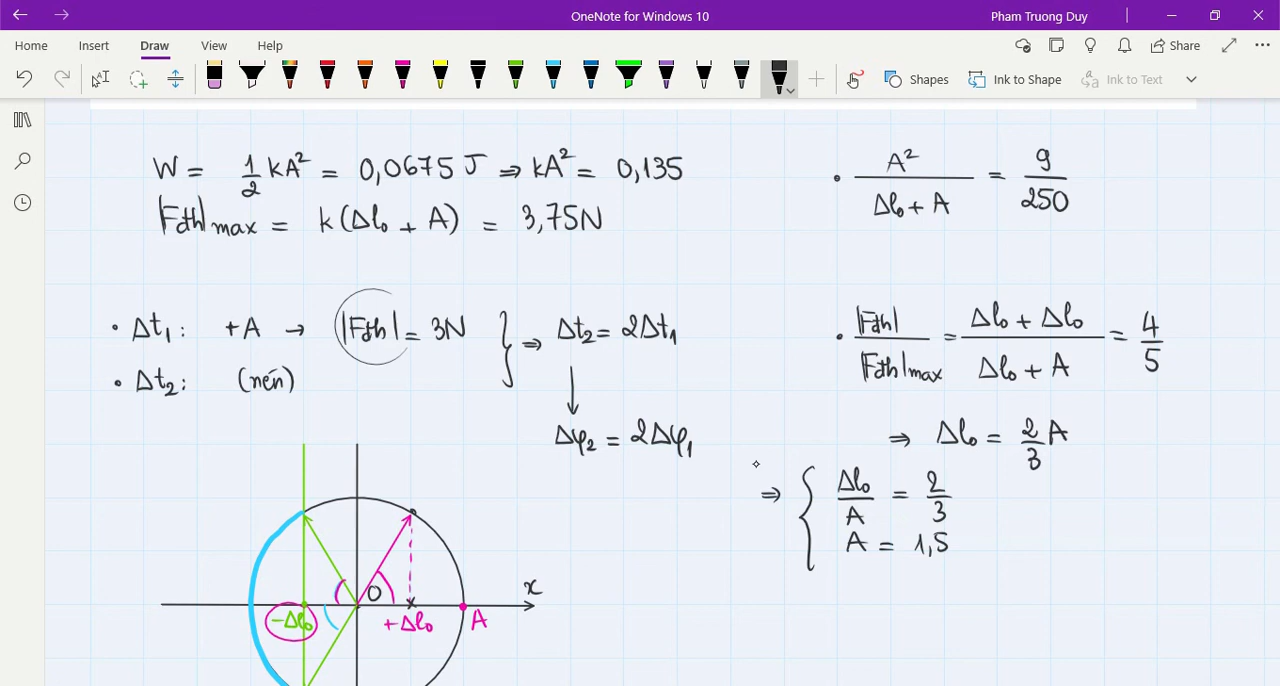 OneNote for Windows 10
Pham Truong Duy
Home Insert Draw View Help
Share
Shapes
Ink to Shape
Ink to Text
W = 1/2 kA² = 0,0675 J ⇒ kA² = 0,135
|Fđh|max = k(Δl₀ + A) = 3,75N
• A²/(Δl₀ + A) = 9/250
• Δt₁: +A → |Fđh| = 3N
• Δt₂: (nén)
} ⇒ Δt₂ = 2Δt₁
↓
Δφ₂ = 2Δφ₁
• |Fđh|/|Fđh|max = (Δl₀ + Δl₀)/(Δl₀ + A) = 4/5
⇒ Δl₀ = 2/3 A
⇒ { Δl₀/A = 2/3
A = 1,5
O
x
-Δl₀
+Δl₀
A